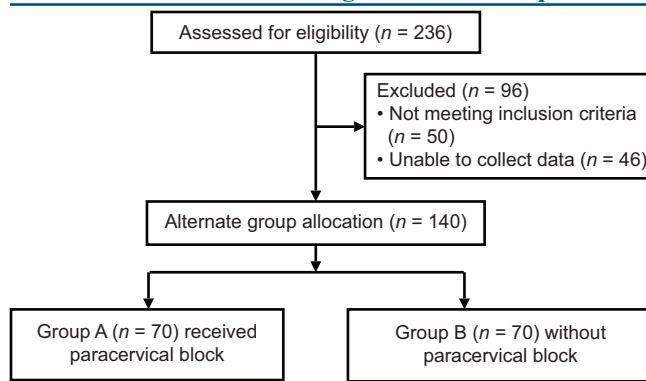 Assessed for eligibility (n = 236)
Excluded (n = 96)
• Not meeting inclusion criteria
(n = 50)
• Unable to collect data (n = 46)
Alternate group allocation (n = 140)
Group A (n = 70) received
paracervical block
Group B (n = 70) without
paracervical block